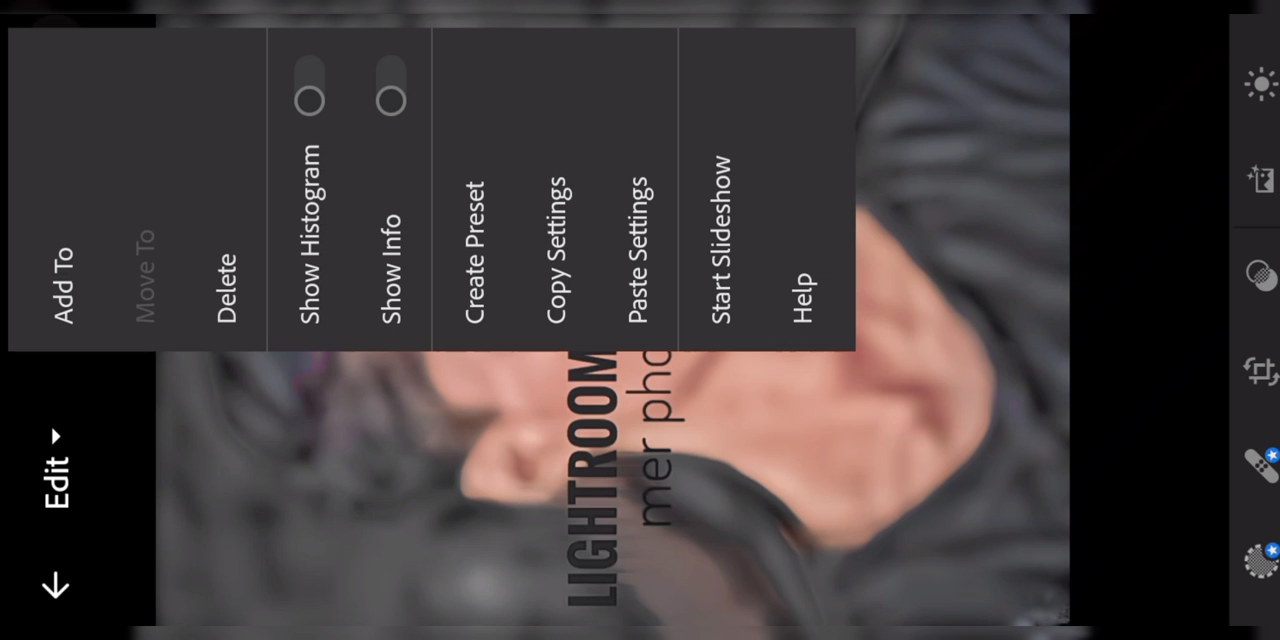 Edit
Add To
Move To
Delete
Show Histogram
Show Info
Create Preset
Copy Settings
Paste Settings
Start Slideshow
Help
LIGHTROOM
mer pho